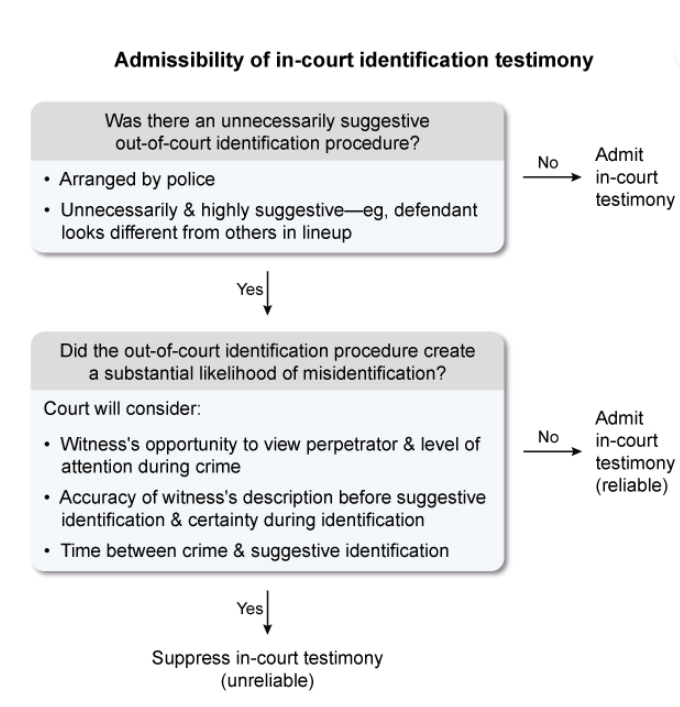 Admissibility of in-court identification testimony
Was there an unnecessarily suggestive
out-of-court identification procedure?
• Arranged by police
• Unnecessarily & highly suggestive—eg, defendant
looks different from others in lineup
No
Admit
in-court
testimony
Yes
Did the out-of-court identification procedure create
a substantial likelihood of misidentification?
Court will consider:
• Witness's opportunity to view perpetrator & level of
attention during crime
• Accuracy of witness's description before suggestive
identification & certainty during identification
• Time between crime & suggestive identification
No
Admit
in-court
testimony
(reliable)
Yes
Suppress in-court testimony
(unreliable)